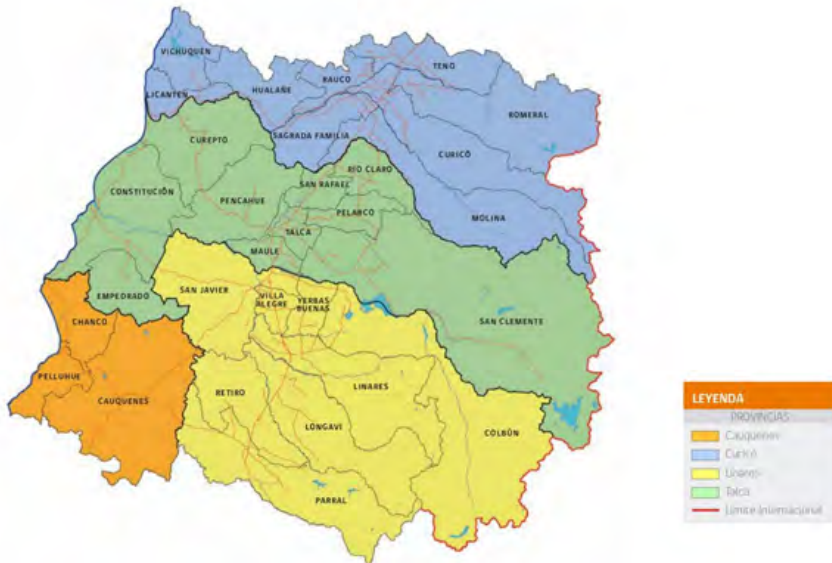 VICHUQUÉN
TENO
RAUCO
LICANTÉN
HUALAÑE
ROMERAL
SAGRADA FAMILIA
CUREPTO
CURICÓ
RIO CLARO
SAN RAFAEL
CONSTITUCIÓN
PENCAHUE
PELARCO
MOLINA
TALCA
MAULE
SAN JAVIER
EMPEDRADO
VILLA
ALEGRE
YERBAS
BUENAS
CHANCO
SAN CLEMENTE
PELLUHUE
CAUQUENES
RETIRO
LINARES
LONGAVÍ
COLBÚN
PARRAL
LEYENDA
PROVINCIAS
Cauquenes
Curicó
Linares
Talca
Límite Internacional